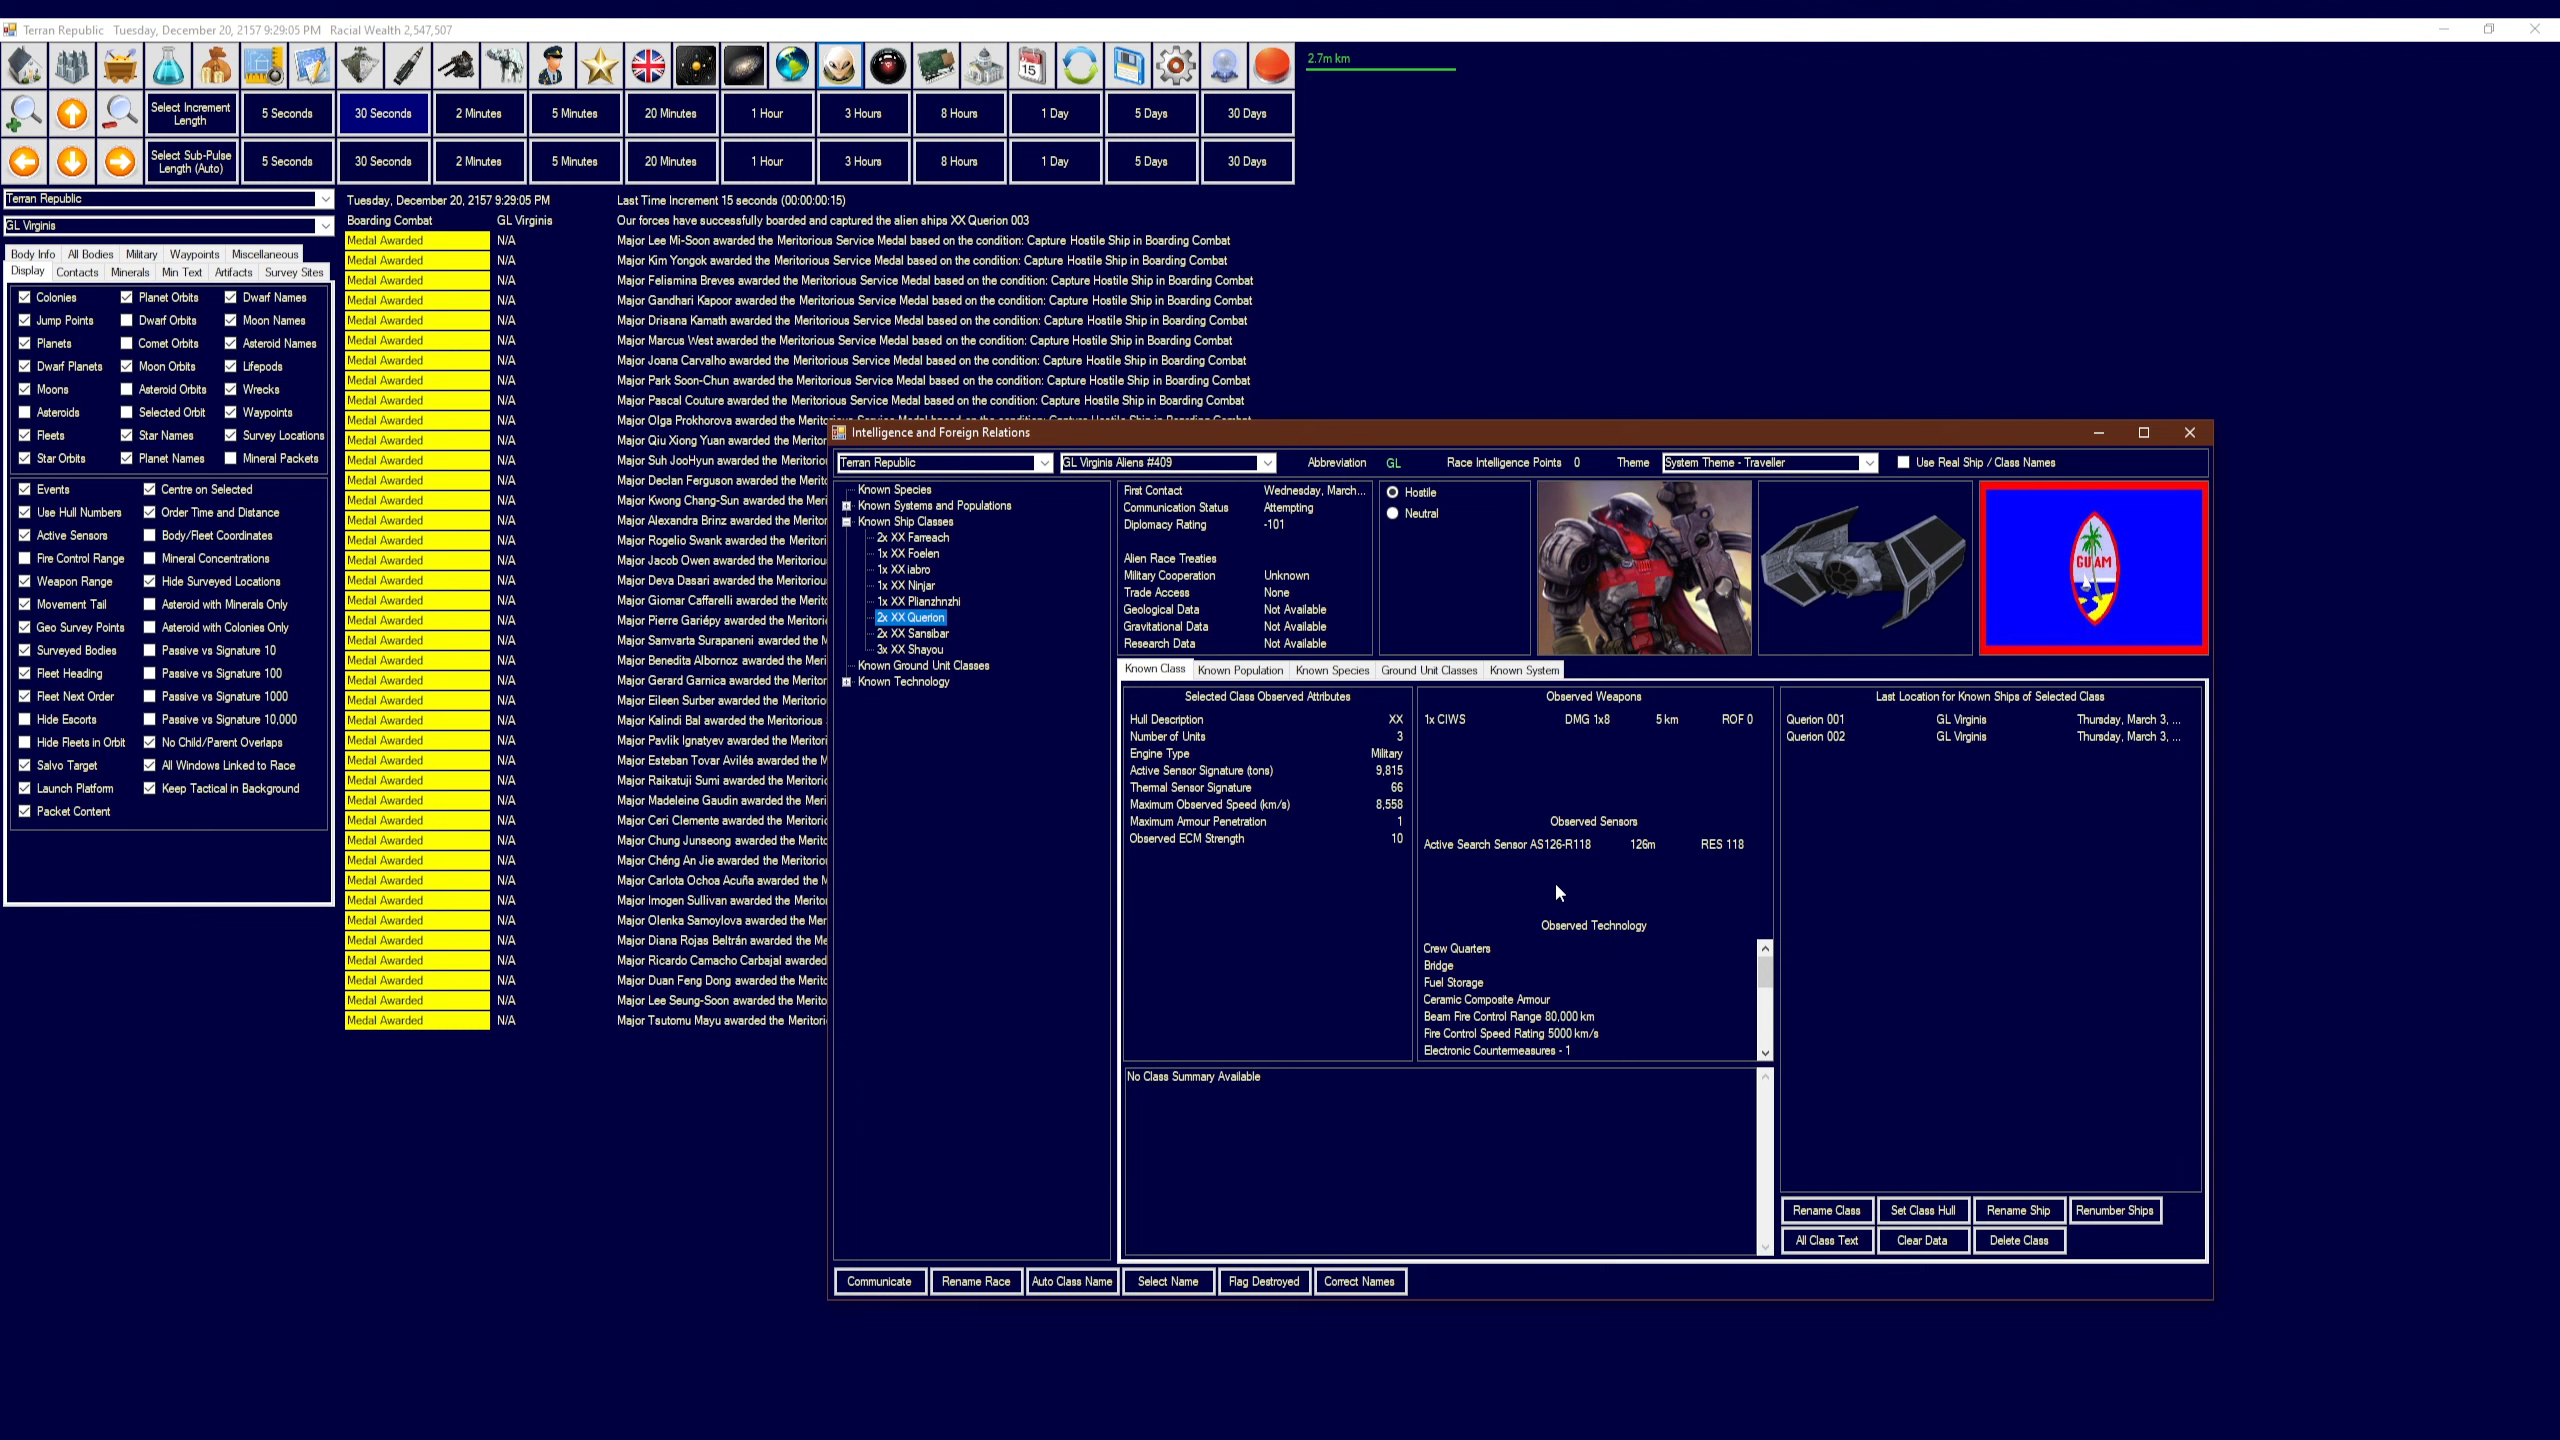 Terran Republic   Tuesday, December 20, 2157 9:29:05 PM   Racial Wealth 2,547,507
15
2.7m km
Select Increment Length
5 Seconds
30 Seconds
2 Minutes
5 Minutes
20 Minutes
1 Hour
3 Hours
8 Hours
1 Day
5 Days
30 Days
Select Sub-Pulse Length (Auto)
5 Seconds
30 Seconds
2 Minutes
5 Minutes
20 Minutes
1 Hour
3 Hours
8 Hours
1 Day
5 Days
30 Days
Terran Republic
GL Virginis
Body Info All Bodies Military Waypoints Miscellaneous
Display Contacts Minerals Min Text Artifacts Survey Sites
Colonies Planet Orbits Dwarf Names
Jump Points Dwarf Orbits Moon Names
Planets Comet Orbits Asteroid Names
Dwarf Planets Moon Orbits Lifepods
Moons Asteroid Orbits Wrecks
Asteroids Selected Orbit Waypoints
Fleets Star Names Survey Locations
Star Orbits Planet Names Mineral Packets
Events Centre on Selected
Use Hull Numbers Order Time and Distance
Active Sensors Body/Fleet Coordinates
Fire Control Range Mineral Concentrations
Weapon Range Hide Surveyed Locations
Movement Tail Asteroid with Minerals Only
Geo Survey Points Asteroid with Colonies Only
Surveyed Bodies Passive vs Signature 10
Fleet Heading Passive vs Signature 100
Fleet Next Order Passive vs Signature 1000
Hide Escorts Passive vs Signature 10,000
Hide Fleets in Orbit No Child/Parent Overlaps
Salvo Target All Windows Linked to Race
Launch Platform Keep Tactical in Background
Packet Content
Tuesday, December 20, 2157 9:29:05 PM Last Time Increment 15 seconds (00:00:00:15)
Boarding Combat GL Virginis Our forces have successfully boarded and captured the alien ships XX Querion 003
Medal Awarded N/A Major Lee Mi-Soon awarded the Meritorious Service Medal based on the condition: Capture Hostile Ship in Boarding Combat
Medal Awarded N/A Major Kim Yongok awarded the Meritorious Service Medal based on the condition: Capture Hostile Ship in Boarding Combat
Medal Awarded N/A Major Felismina Breves awarded the Meritorious Service Medal based on the condition: Capture Hostile Ship in Boarding Combat
Medal Awarded N/A Major Gandhari Kapoor awarded the Meritorious Service Medal based on the condition: Capture Hostile Ship in Boarding Combat
Medal Awarded N/A Major Drisana Kamath awarded the Meritorious Service Medal based on the condition: Capture Hostile Ship in Boarding Combat
Medal Awarded N/A Major Marcus West awarded the Meritorious Service Medal based on the condition: Capture Hostile Ship in Boarding Combat
Medal Awarded N/A Major Joana Carvalho awarded the Meritorious Service Medal based on the condition: Capture Hostile Ship in Boarding Combat
Medal Awarded N/A Major Park Soon-Chun awarded the Meritorious Service Medal based on the condition: Capture Hostile Ship in Boarding Combat
Medal Awarded N/A Major Pascal Couture awarded the Meritorious Service Medal based on the condition: Capture Hostile Ship in Boarding Combat
Medal Awarded N/A Major Olga Prokhorova awarded the
Medal Awarded N/A Major Qiu Xiong Yuan awarded the
Medal Awarded N/A Major Suh JooHyun awarded the
Medal Awarded N/A Major Declan Ferguson awarded the
Medal Awarded N/A Major Kwong Chang-Sun awarded the
Medal Awarded N/A Major Alexandra Brinz awarded the
Medal Awarded N/A Major Rogelio Swank awarded the
Medal Awarded N/A Major Jacob Owen awarded the
Medal Awarded N/A Major Deva Dasari awarded the
Medal Awarded N/A Major Giomar Caffarelli awarded the
Medal Awarded N/A Major Pierre Gariépy awarded the
Medal Awarded N/A Major Samvarta Surapaneni awarded the
Medal Awarded N/A Major Benedita Albornoz awarded the
Medal Awarded N/A Major Gerard Garnica awarded the
Medal Awarded N/A Major Eileen Surber awarded the
Medal Awarded N/A Major Kalindi Bal awarded the Meritorious
Medal Awarded N/A Major Pavlik Ignatyev awarded the
Medal Awarded N/A Major Esteban Tovar Avilés awarded the
Medal Awarded N/A Major Raikatuji Sumi awarded the
Medal Awarded N/A Major Madeleine Gaudin awarded the
Medal Awarded N/A Major Ceri Clemente awarded the
Medal Awarded N/A Major Chung Junseong awarded the
Medal Awarded N/A Major Chéng An Jie awarded the
Medal Awarded N/A Major Carlota Ochoa Acuña awarded the
Medal Awarded N/A Major Imogen Sullivan awarded the
Medal Awarded N/A Major Olenka Samoylova awarded the
Medal Awarded N/A Major Diana Rojas Beltrán awarded the
Medal Awarded N/A Major Ricardo Camacho Carbajal awarded
Medal Awarded N/A Major Duan Feng Dong awarded the
Medal Awarded N/A Major Lee Seung-Soon awarded the
Medal Awarded N/A Major Tsutomu Mayu awarded the
Intelligence and Foreign Relations
Terran Republic GL Virginis Aliens #409 Abbreviation GL Race Intelligence Points 0 Theme System Theme - Traveller Use Real Ship / Class Names
Known Species
Known Systems and Populations
Known Ship Classes
2x XX Farreach
1x XX Foelen
1x XX iabro
1x XX Ninjar
1x XX Plianzhnzhi
2x XX Querion
2x XX Sansibar
3x XX Shayou
Known Ground Unit Classes
Known Technology
First Contact Wednesday, March...
Communication Status Attempting
Diplomacy Rating -101
Alien Race Treaties
Military Cooperation Unknown
Trade Access None
Geological Data Not Available
Gravitational Data Not Available
Research Data Not Available
Hostile
Neutral
GUAM
Known Class Known Population Known Species Ground Unit Classes Known System
Selected Class Observed Attributes
Hull Description XX
Number of Units 3
Engine Type Military
Active Sensor Signature (tons) 9,815
Thermal Sensor Signature 66
Maximum Observed Speed (km/s) 8,558
Maximum Armour Penetration 1
Observed ECM Strength 10
Observed Weapons
1x CIWS DMG 1x8 5 km ROF 0
Observed Sensors
Active Search Sensor AS126-R118 126m RES 118
Observed Technology
Crew Quarters
Bridge
Fuel Storage
Ceramic Composite Armour
Beam Fire Control Range 80,000 km
Fire Control Speed Rating 5000 km/s
Electronic Countermeasures - 1
Last Location for Known Ships of Selected Class
Querion 001 GL Virginis Thursday, March 3, ...
Querion 002 GL Virginis Thursday, March 3, ...
No Class Summary Available
Rename Class Set Class Hull Rename Ship Renumber Ships
All Class Text Clear Data Delete Class
Communicate Rename Race Auto Class Name Select Name Flag Destroyed Correct Names